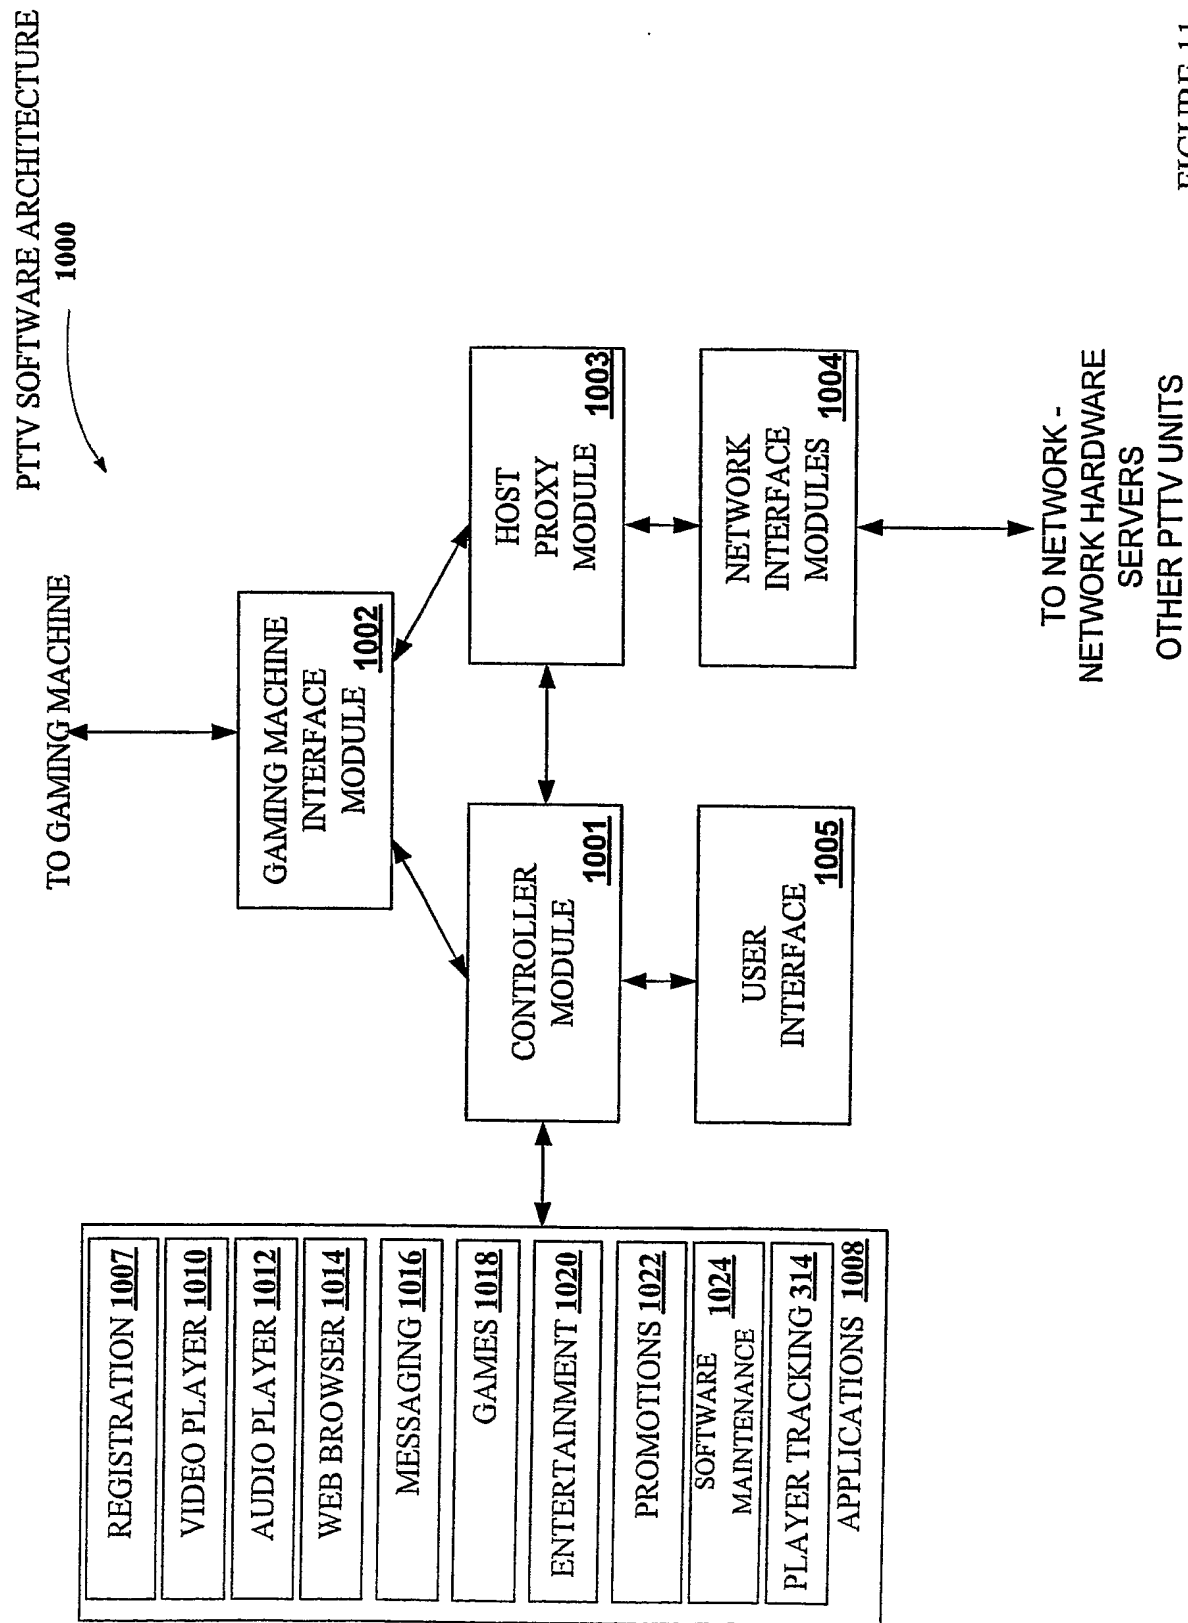 PTTV SOFTWARE ARCHITECTURE
1000
TO GAMING MACHINE
GAMING MACHINE
INTERFACE
MODULE 1002
REGISTRATION 1007
VIDEO PLAYER 1010
AUDIO PLAYER 1012
WEB BROWSER 1014
MESSAGING 1016
GAMES 1018
ENTERTAINMENT 1020
PROMOTIONS 1022
SOFTWARE 1024
MAINTENANCE
PLAYER TRACKING 314
APPLICATIONS 1008
CONTROLLER
MODULE
1001
HOST
PROXY
MODULE
1003
USER
INTERFACE
1005
NETWORK
INTERFACE
MODULES
1004
TO NETWORK -
NETWORK HARDWARE
SERVERS
OTHER PTTV UNITS
FIGURE 11